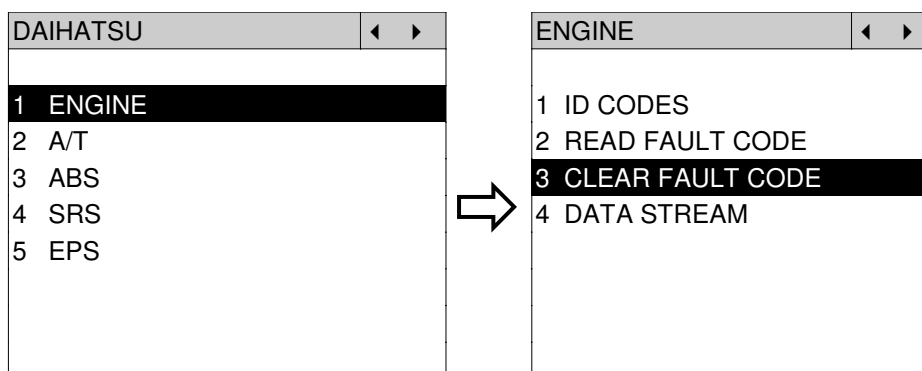 DAIHATSU
1 ENGINE
2 A/T
3 ABS
4 SRS
5 EPS
ENGINE
1 ID CODES
2 READ FAULT CODE
3 CLEAR FAULT CODE
4 DATA STREAM